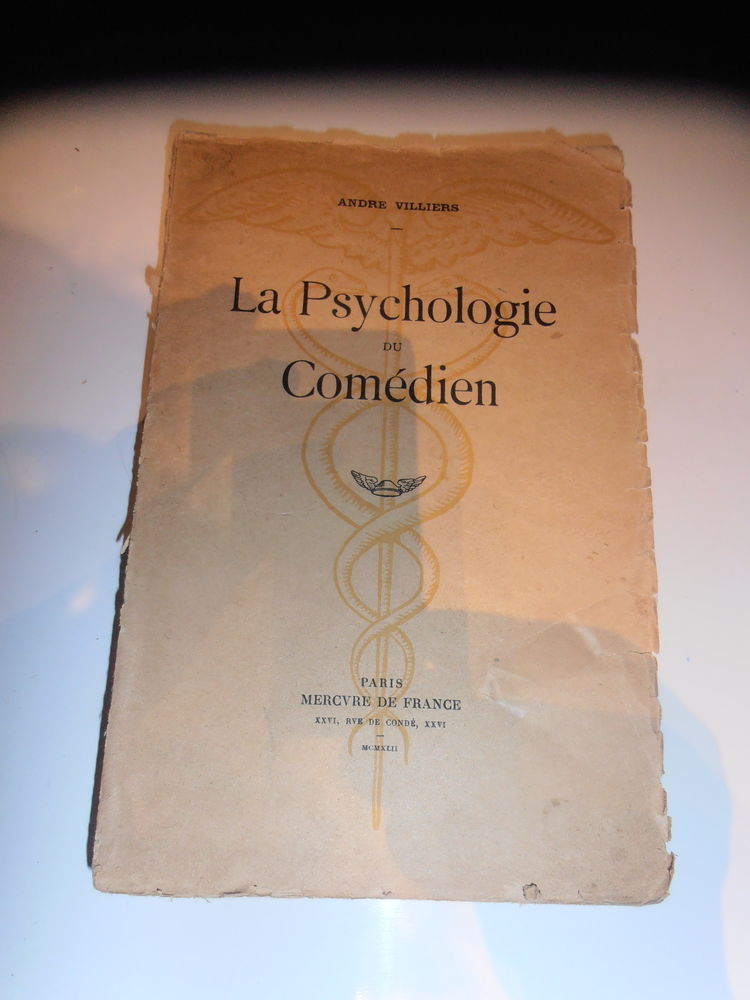 ANDRE VILLIERS
La Psychologie
DU
Comédien
PARIS
MERCVRE DE FRANCE
XXVI, RVE DE CONDÉ, XXVI
MCMXLII